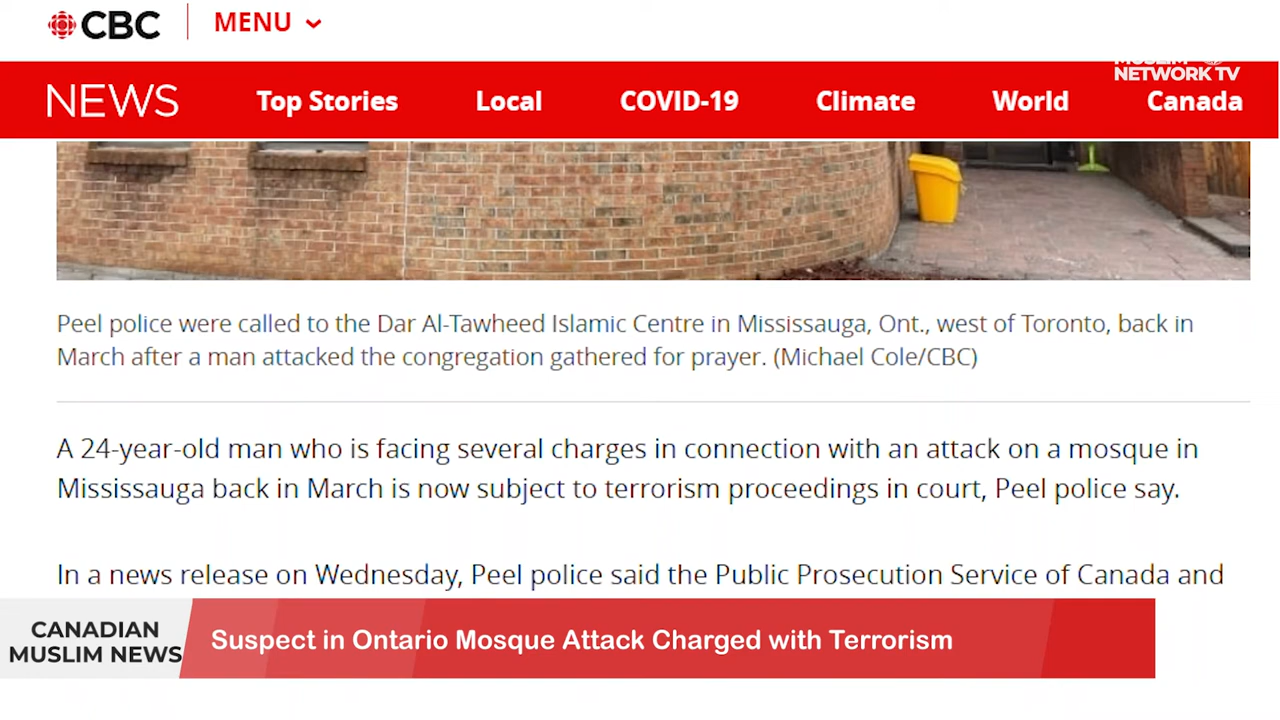 CBC
MENU
MUSLIM
NETWORK TV
NEWS
Top Stories
Local
COVID-19
Climate
World
Canada
Peel police were called to the Dar Al-Tawheed Islamic Centre in Mississauga, Ont., west of Toronto, back in
March after a man attacked the congregation gathered for prayer. (Michael Cole/CBC)
A 24-year-old man who is facing several charges in connection with an attack on a mosque in
Mississauga back in March is now subject to terrorism proceedings in court, Peel police say.
In a news release on Wednesday, Peel police said the Public Prosecution Service of Canada and
CANADIAN
MUSLIM NEWS
Suspect in Ontario Mosque Attack Charged with Terrorism